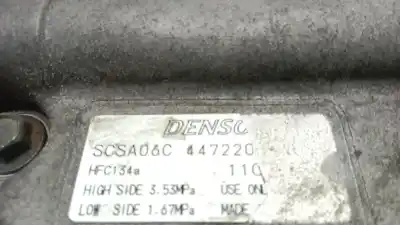 DENSO
SCSA06C 447220
HFC134a 110
HIGH SIDE 3.53MPa USE ONL
LOW SIDE 1.67MPa MADE